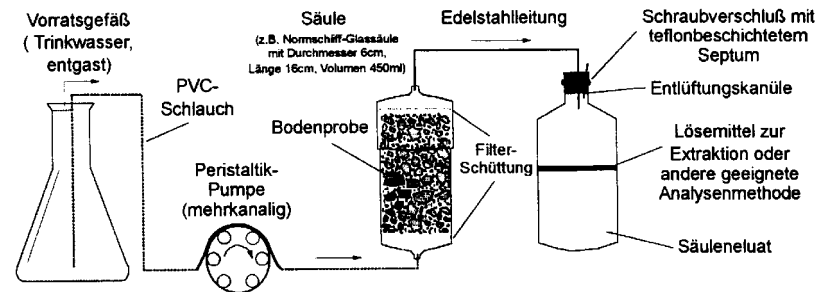 Vorratsgefäß
( Trinkwasser,
entgast)
PVC-
Schlauch
Peristaltik-
Pumpe
(mehrkanalig)
Säule
(z.B. Normschliff-Glassäule
mit Durchmesser 6cm,
Länge 16cm, Volumen 450ml)
Bodenprobe
Filter-
Schüttung
Edelstahlleitung
Schraubverschluß mit
teflonbeschichtetem
Septum
Entlüftungskanüle
Lösemittel zur
Extraktion oder
andere geeignete
Analysenmethode
Säuleneluat